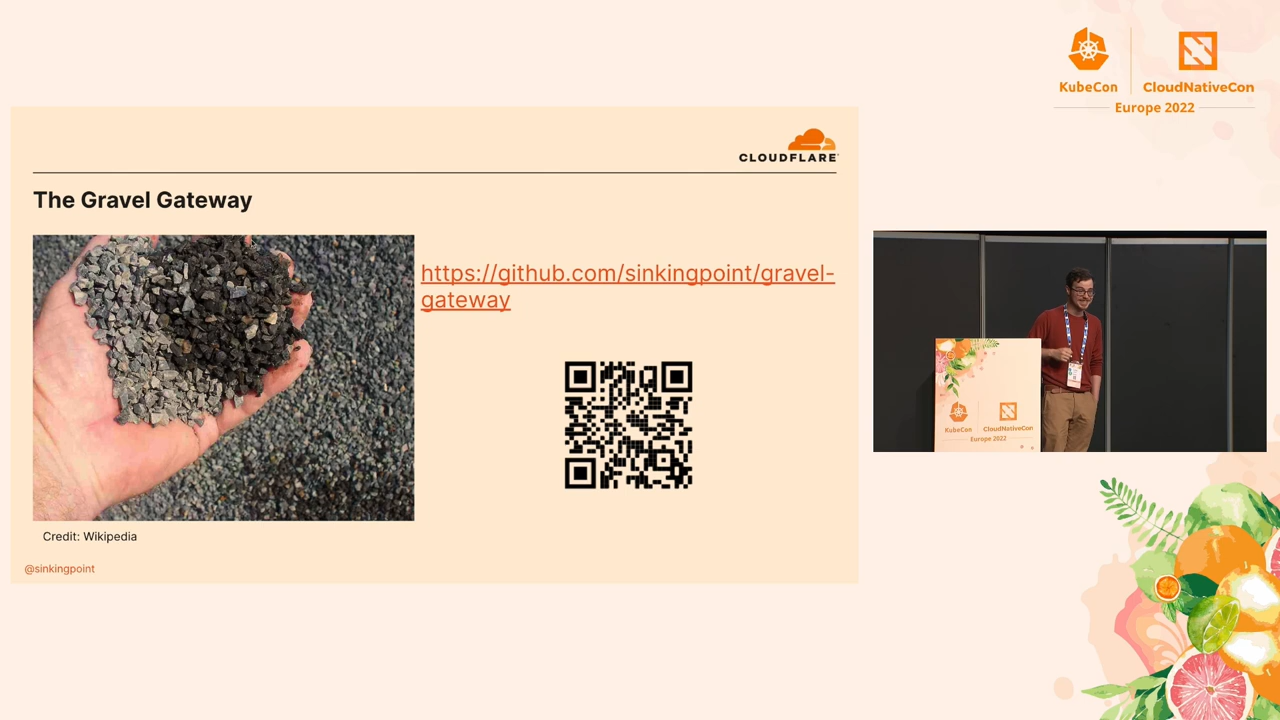 KubeCon
CloudNativeCon
Europe 2022
CLOUDFLARE
The Gravel Gateway
https://github.com/sinkingpoint/gravel-
gateway
Credit: Wikipedia
@sinkingpoint
KubeCon
CloudNativeCon
Europe 2022